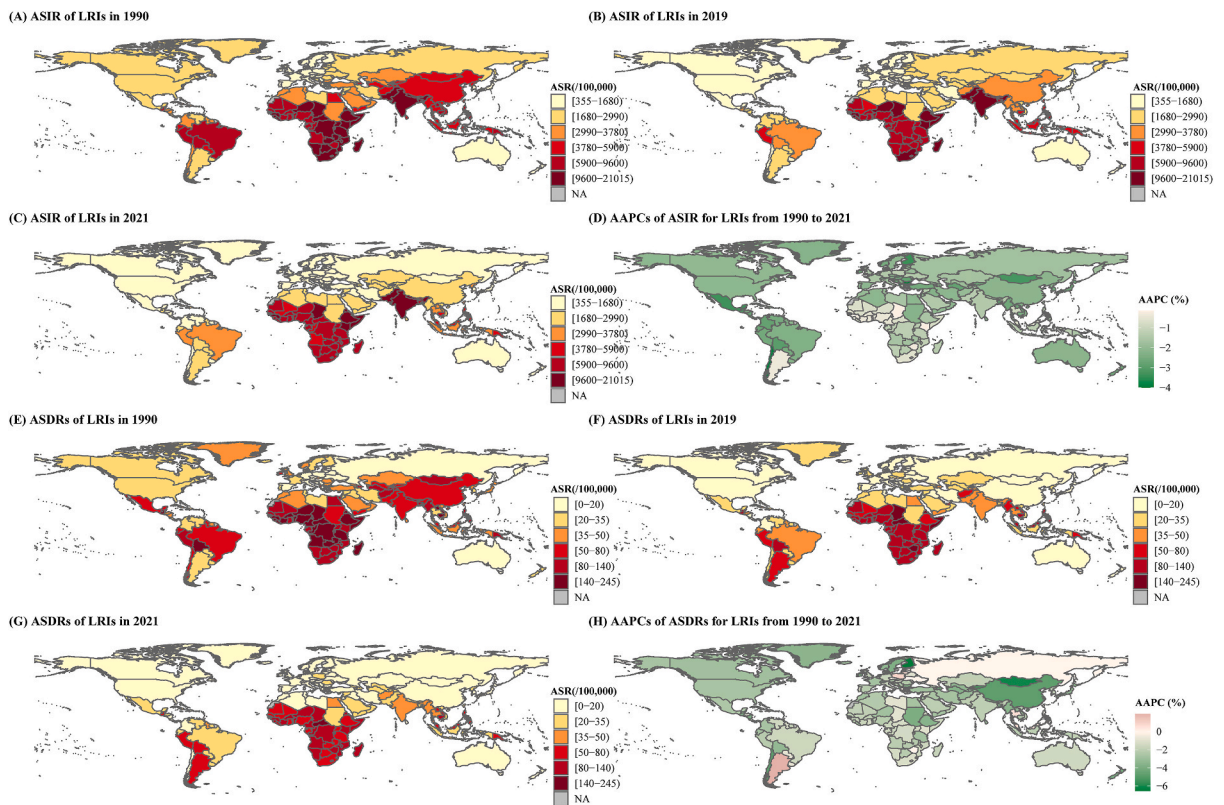 (A) ASIR of LRIs in 1990
ASR(/100,000)
[355−1680)
[1680−2990)
[2990−3780)
[3780−5900)
[5900−9600)
[9600−21015)
NA
(B) ASIR of LRIs in 2019
ASR(/100,000)
[355−1680)
[1680−2990)
[2990−3780)
[3780−5900)
[5900−9600)
[9600−21015)
NA
(C) ASIR of LRIs in 2021
ASR(/100,000)
[355−1680)
[1680−2990)
[2990−3780)
[3780−5900)
[5900−9600)
[9600−21015)
NA
(D) AAPCs of ASIR for LRIs from 1990 to 2021
AAPC (%)
−1
−2
−3
−4
(E) ASDRs of LRIs in 1990
ASR(/100,000)
[0−20)
[20−35)
[35−50)
[50−80)
[80−140)
[140−245)
NA
(F) ASDRs of LRIs in 2019
ASR(/100,000)
[0−20)
[20−35)
[35−50)
[50−80)
[80−140)
[140−245)
NA
(G) ASDRs of LRIs in 2021
ASR(/100,000)
[0−20)
[20−35)
[35−50)
[50−80)
[80−140)
[140−245)
NA
(H) AAPCs of ASDRs for LRIs from 1990 to 2021
AAPC (%)
0
−2
−4
−6